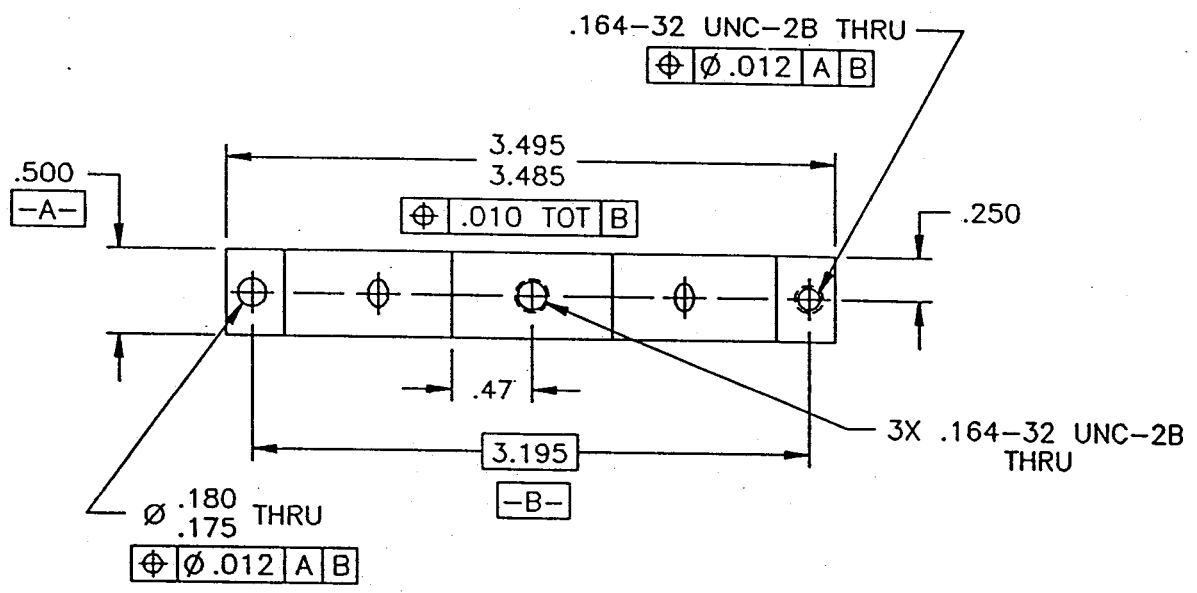 .164-32 UNC-2B THRU
⌖ Ø.012 A B
3.495
3.485
.500
-A-
⌖ .010 TOT B
.250
.47
3X .164-32 UNC-2B
THRU
3.195
-B-
Ø .180 THRU
.175
⌖ Ø.012 A B